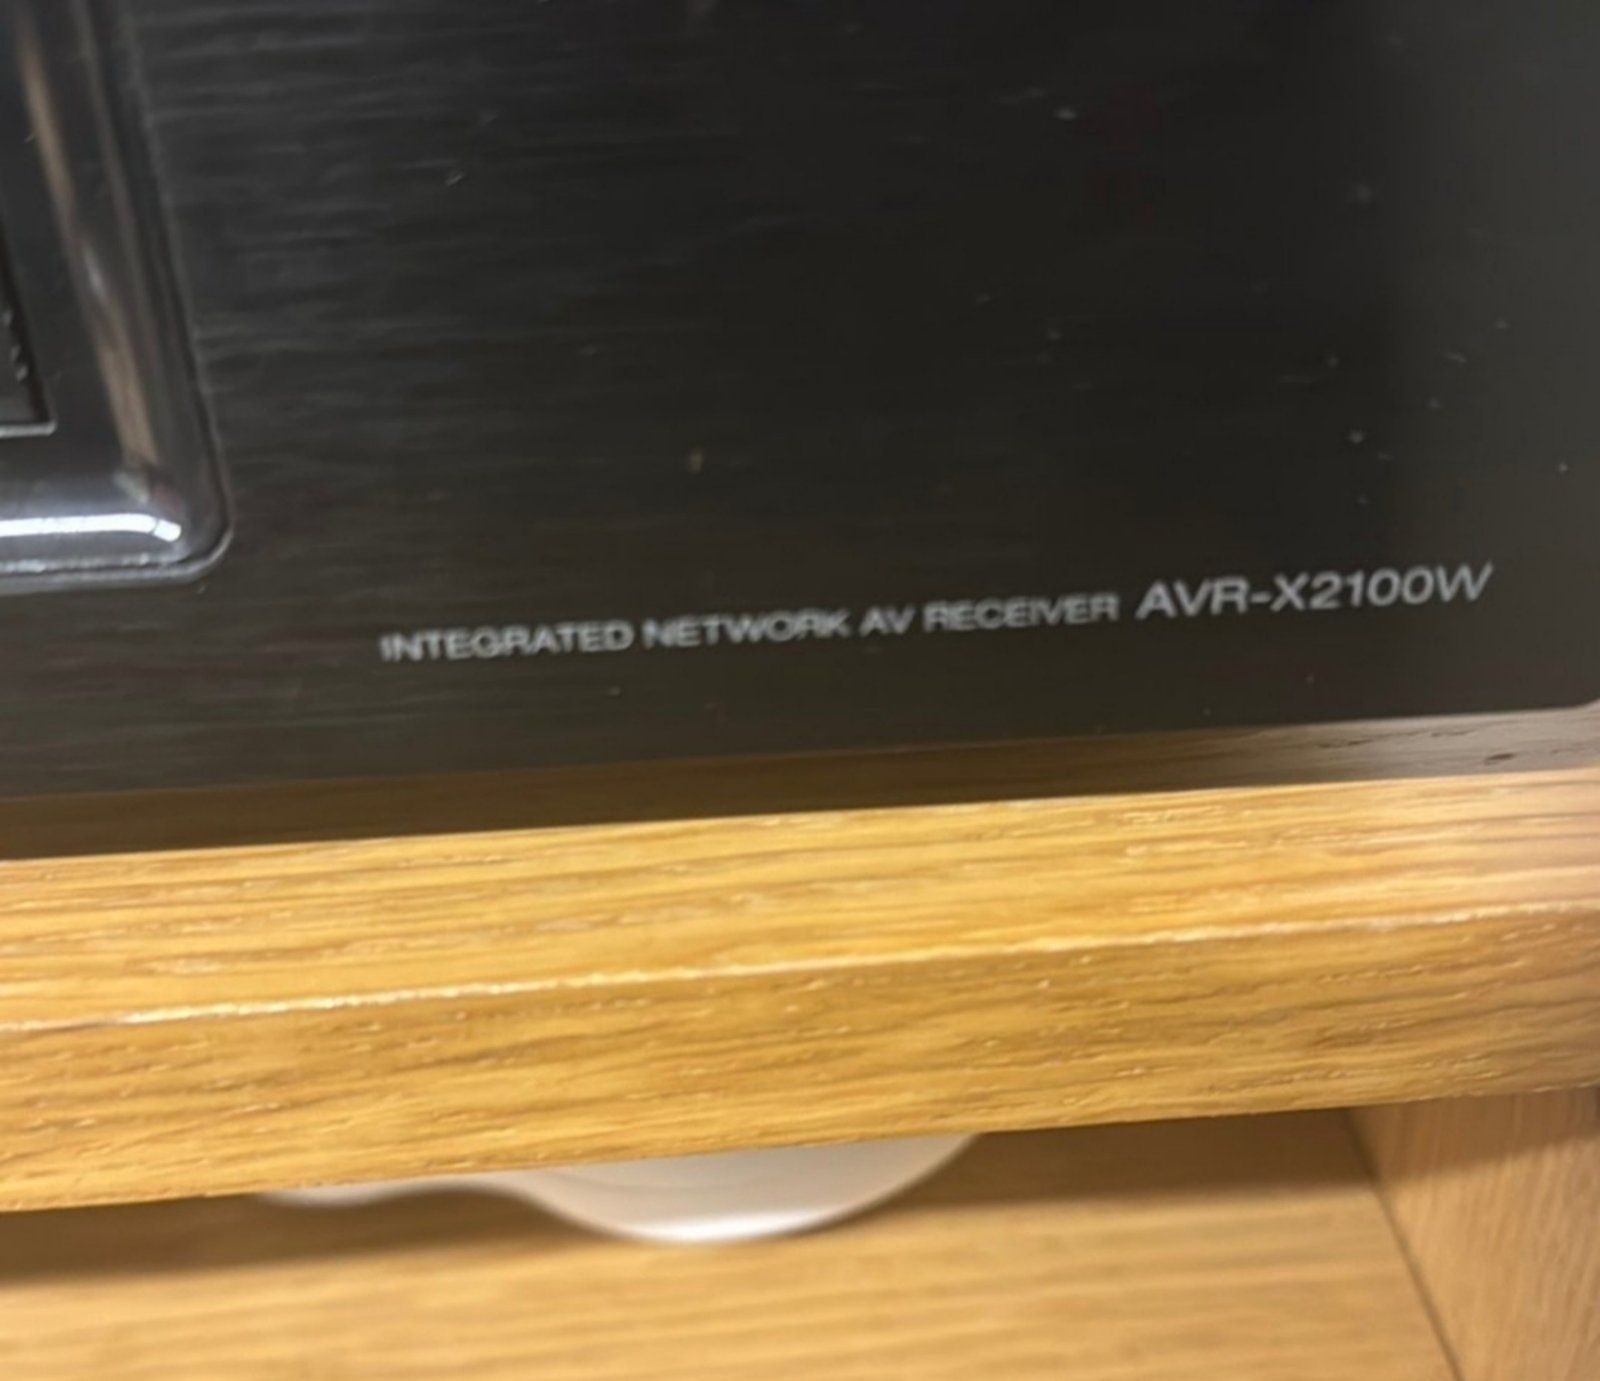 INTEGRATED NETWORK AV RECEIVER AVR-X2100W